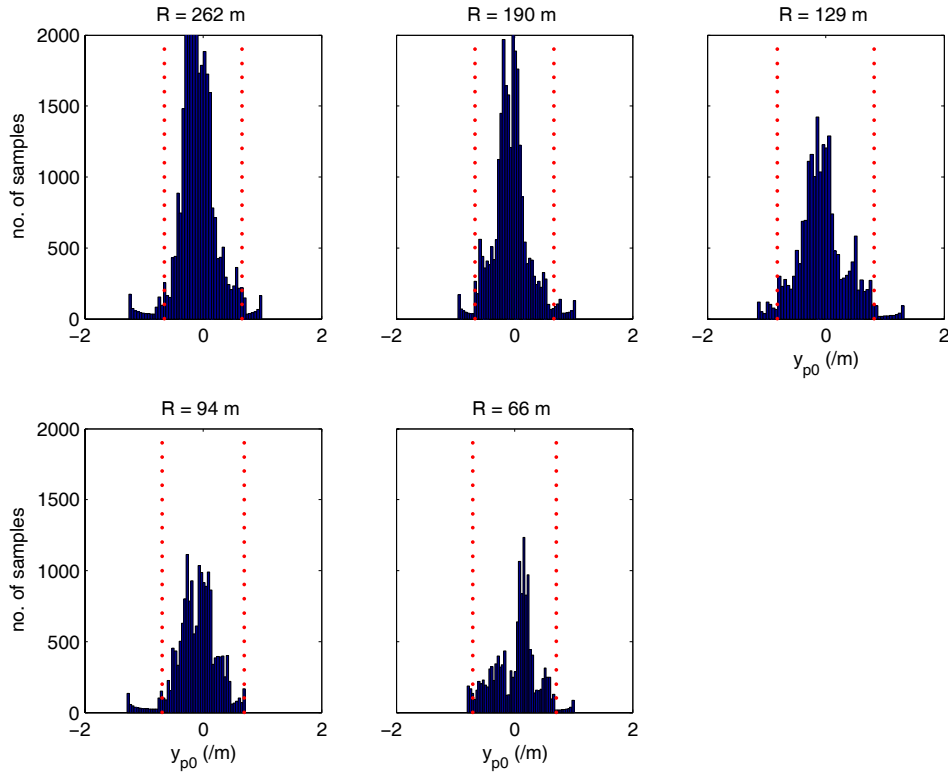 R = 262 m
R = 190 m
R = 129 m
2000
1500
1000
500
0
no. of samples
−2
0
2
−2
0
2
−2
0
2
y_p0 (/m)
R = 94 m
R = 66 m
2000
1500
1000
500
0
no. of samples
−2
0
2
−2
0
2
y_p0 (/m)
y_p0 (/m)